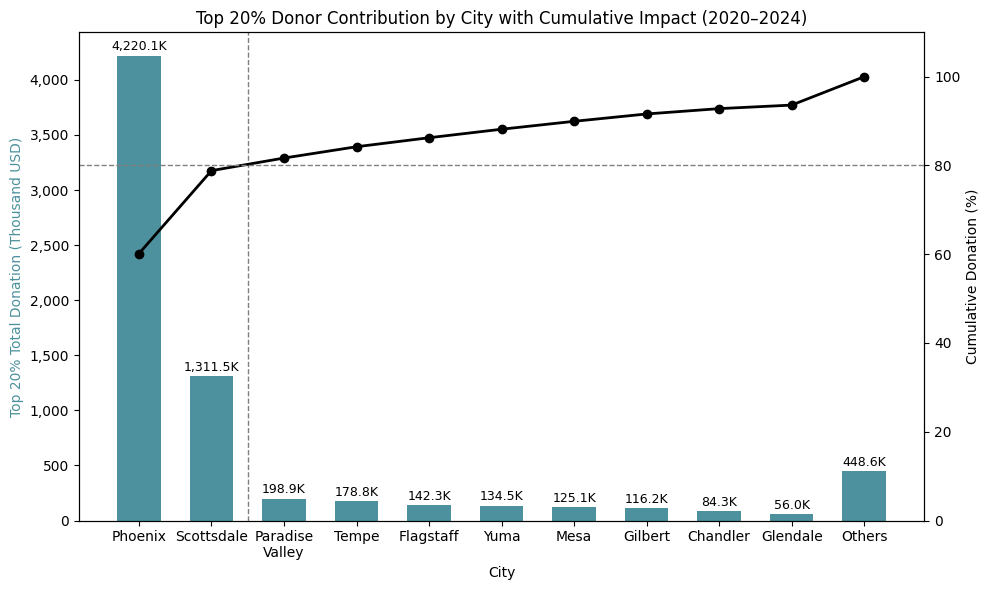 Top 20% Donor Contribution by City with Cumulative Impact (2020–2024)
Top 20% Total Donation (Thousand USD)
4,000
3,500
3,000
2,500
2,000
1,500
1,000
500
0
4,220.1K
1,311.5K
198.9K
178.8K
142.3K
134.5K
125.1K
116.2K
84.3K
56.0K
448.6K
100
80
60
40
20
0
Cumulative Donation (%)
Phoenix
Scottsdale
Paradise
Valley
Tempe
Flagstaff
Yuma
Mesa
Gilbert
Chandler
Glendale
Others
City